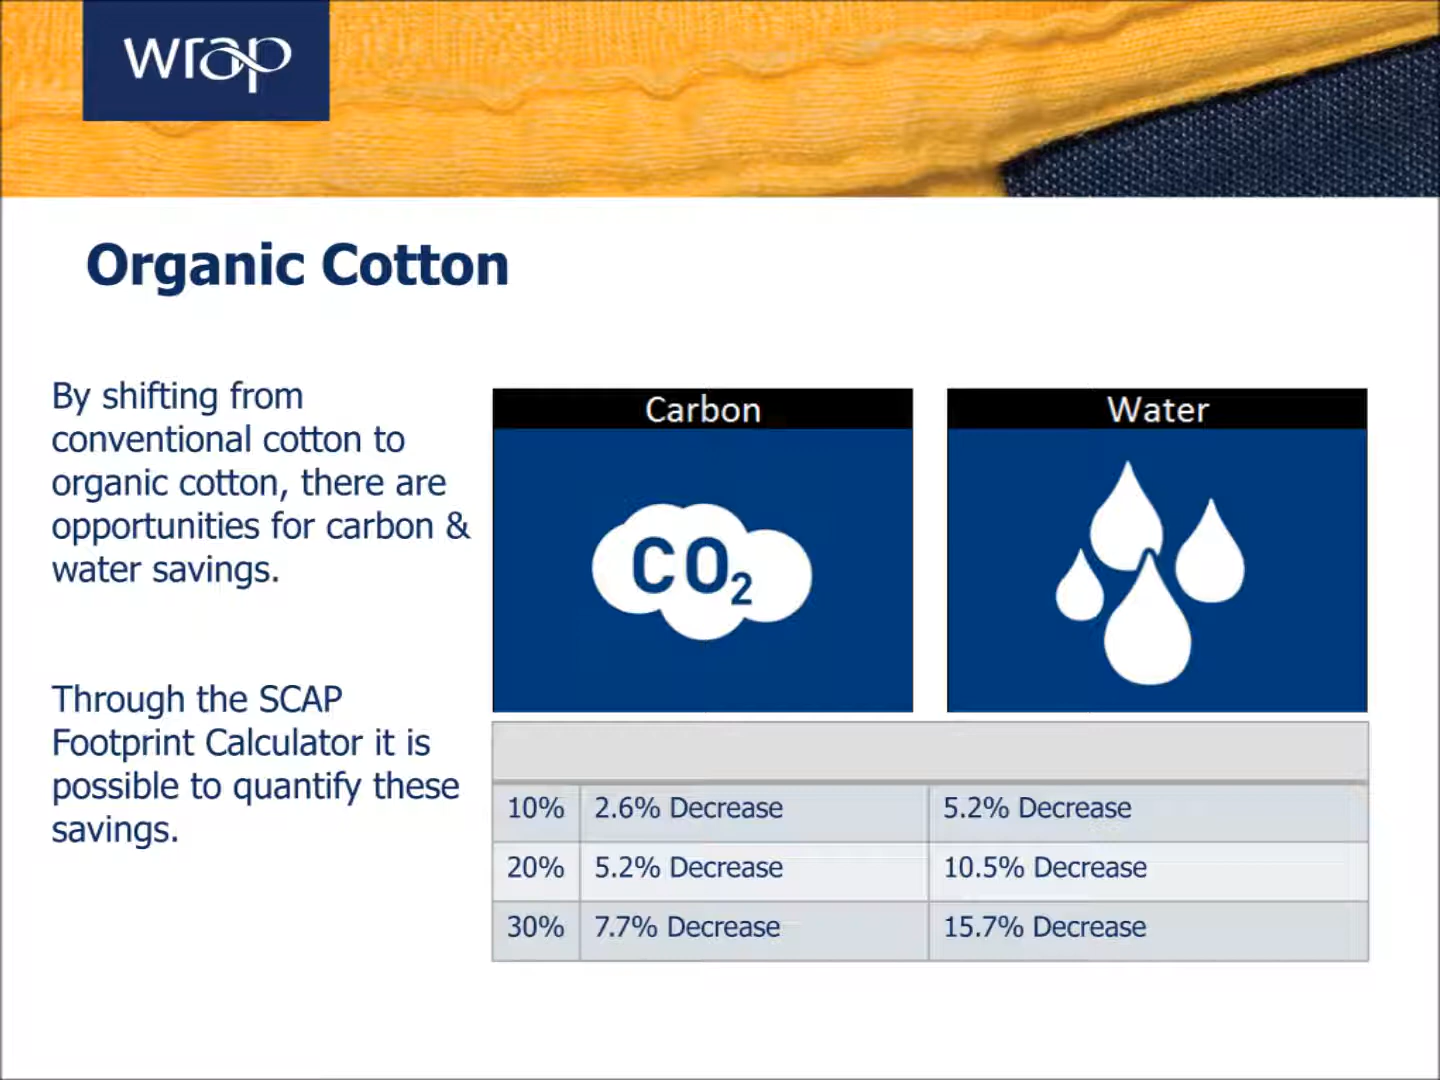 wrap
Organic Cotton
By shifting from
conventional cotton to
organic cotton, there are
opportunities for carbon &
water savings.
Through the SCAP
Footprint Calculator it is
possible to quantify these
savings.
Carbon
Water
CO₂
10% 2.6% Decrease 5.2% Decrease
20% 5.2% Decrease 10.5% Decrease
30% 7.7% Decrease 15.7% Decrease